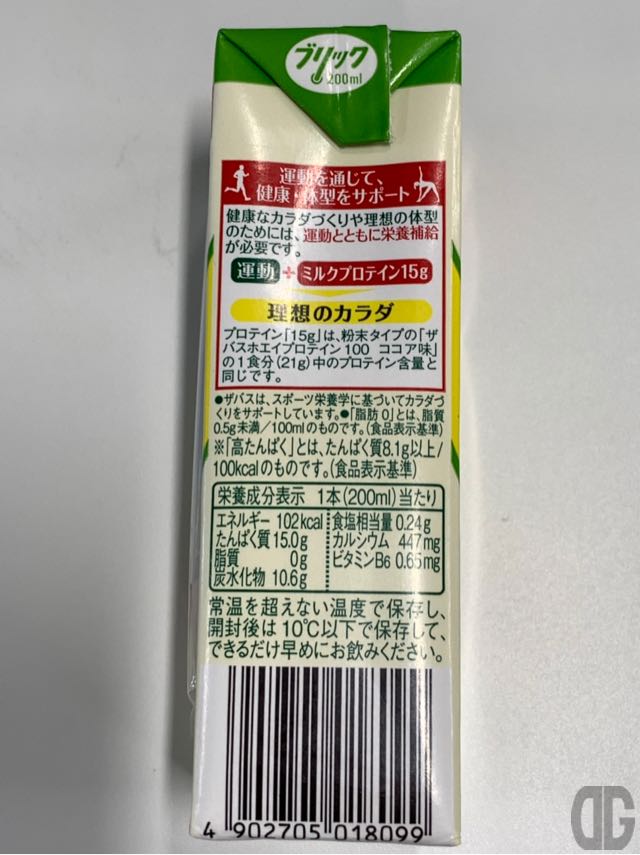 ブリック
200ml
運動を通じて、
健康・体型をサポート
健康なカラダづくりや理想の体型
のためには、運動とともに栄養補給
が必要です。
運動+ミルクプロテイン15g
理想のカラダ
プロテイン「15g」は、粉末タイプの「ザ
バスホエイプロテイン100 ココア味」
の1食分(21g)中のプロテイン含量と
同じです。
●ザバスは、スポーツ栄養学に基づいてカラダづ
くりをサポートしています。●「脂肪0」とは、脂質
0.5g未満/100mlのものです。(食品表示基準)
※「高たんぱく」とは、たんぱく質8.1g以上/
100kcalのものです。(食品表示基準)
栄養成分表示 1本(200ml)当たり
エネルギー 102kcal 食塩相当量 0.24g
たんぱく質 15.0g カルシウム 447mg
脂質 0g ビタミンB6 0.65mg
炭水化物 10.6g
常温を超えない温度で保存し、
開封後は10℃以下で保存して、
できるだけ早めにお飲みください。
4 902705 018099
DG